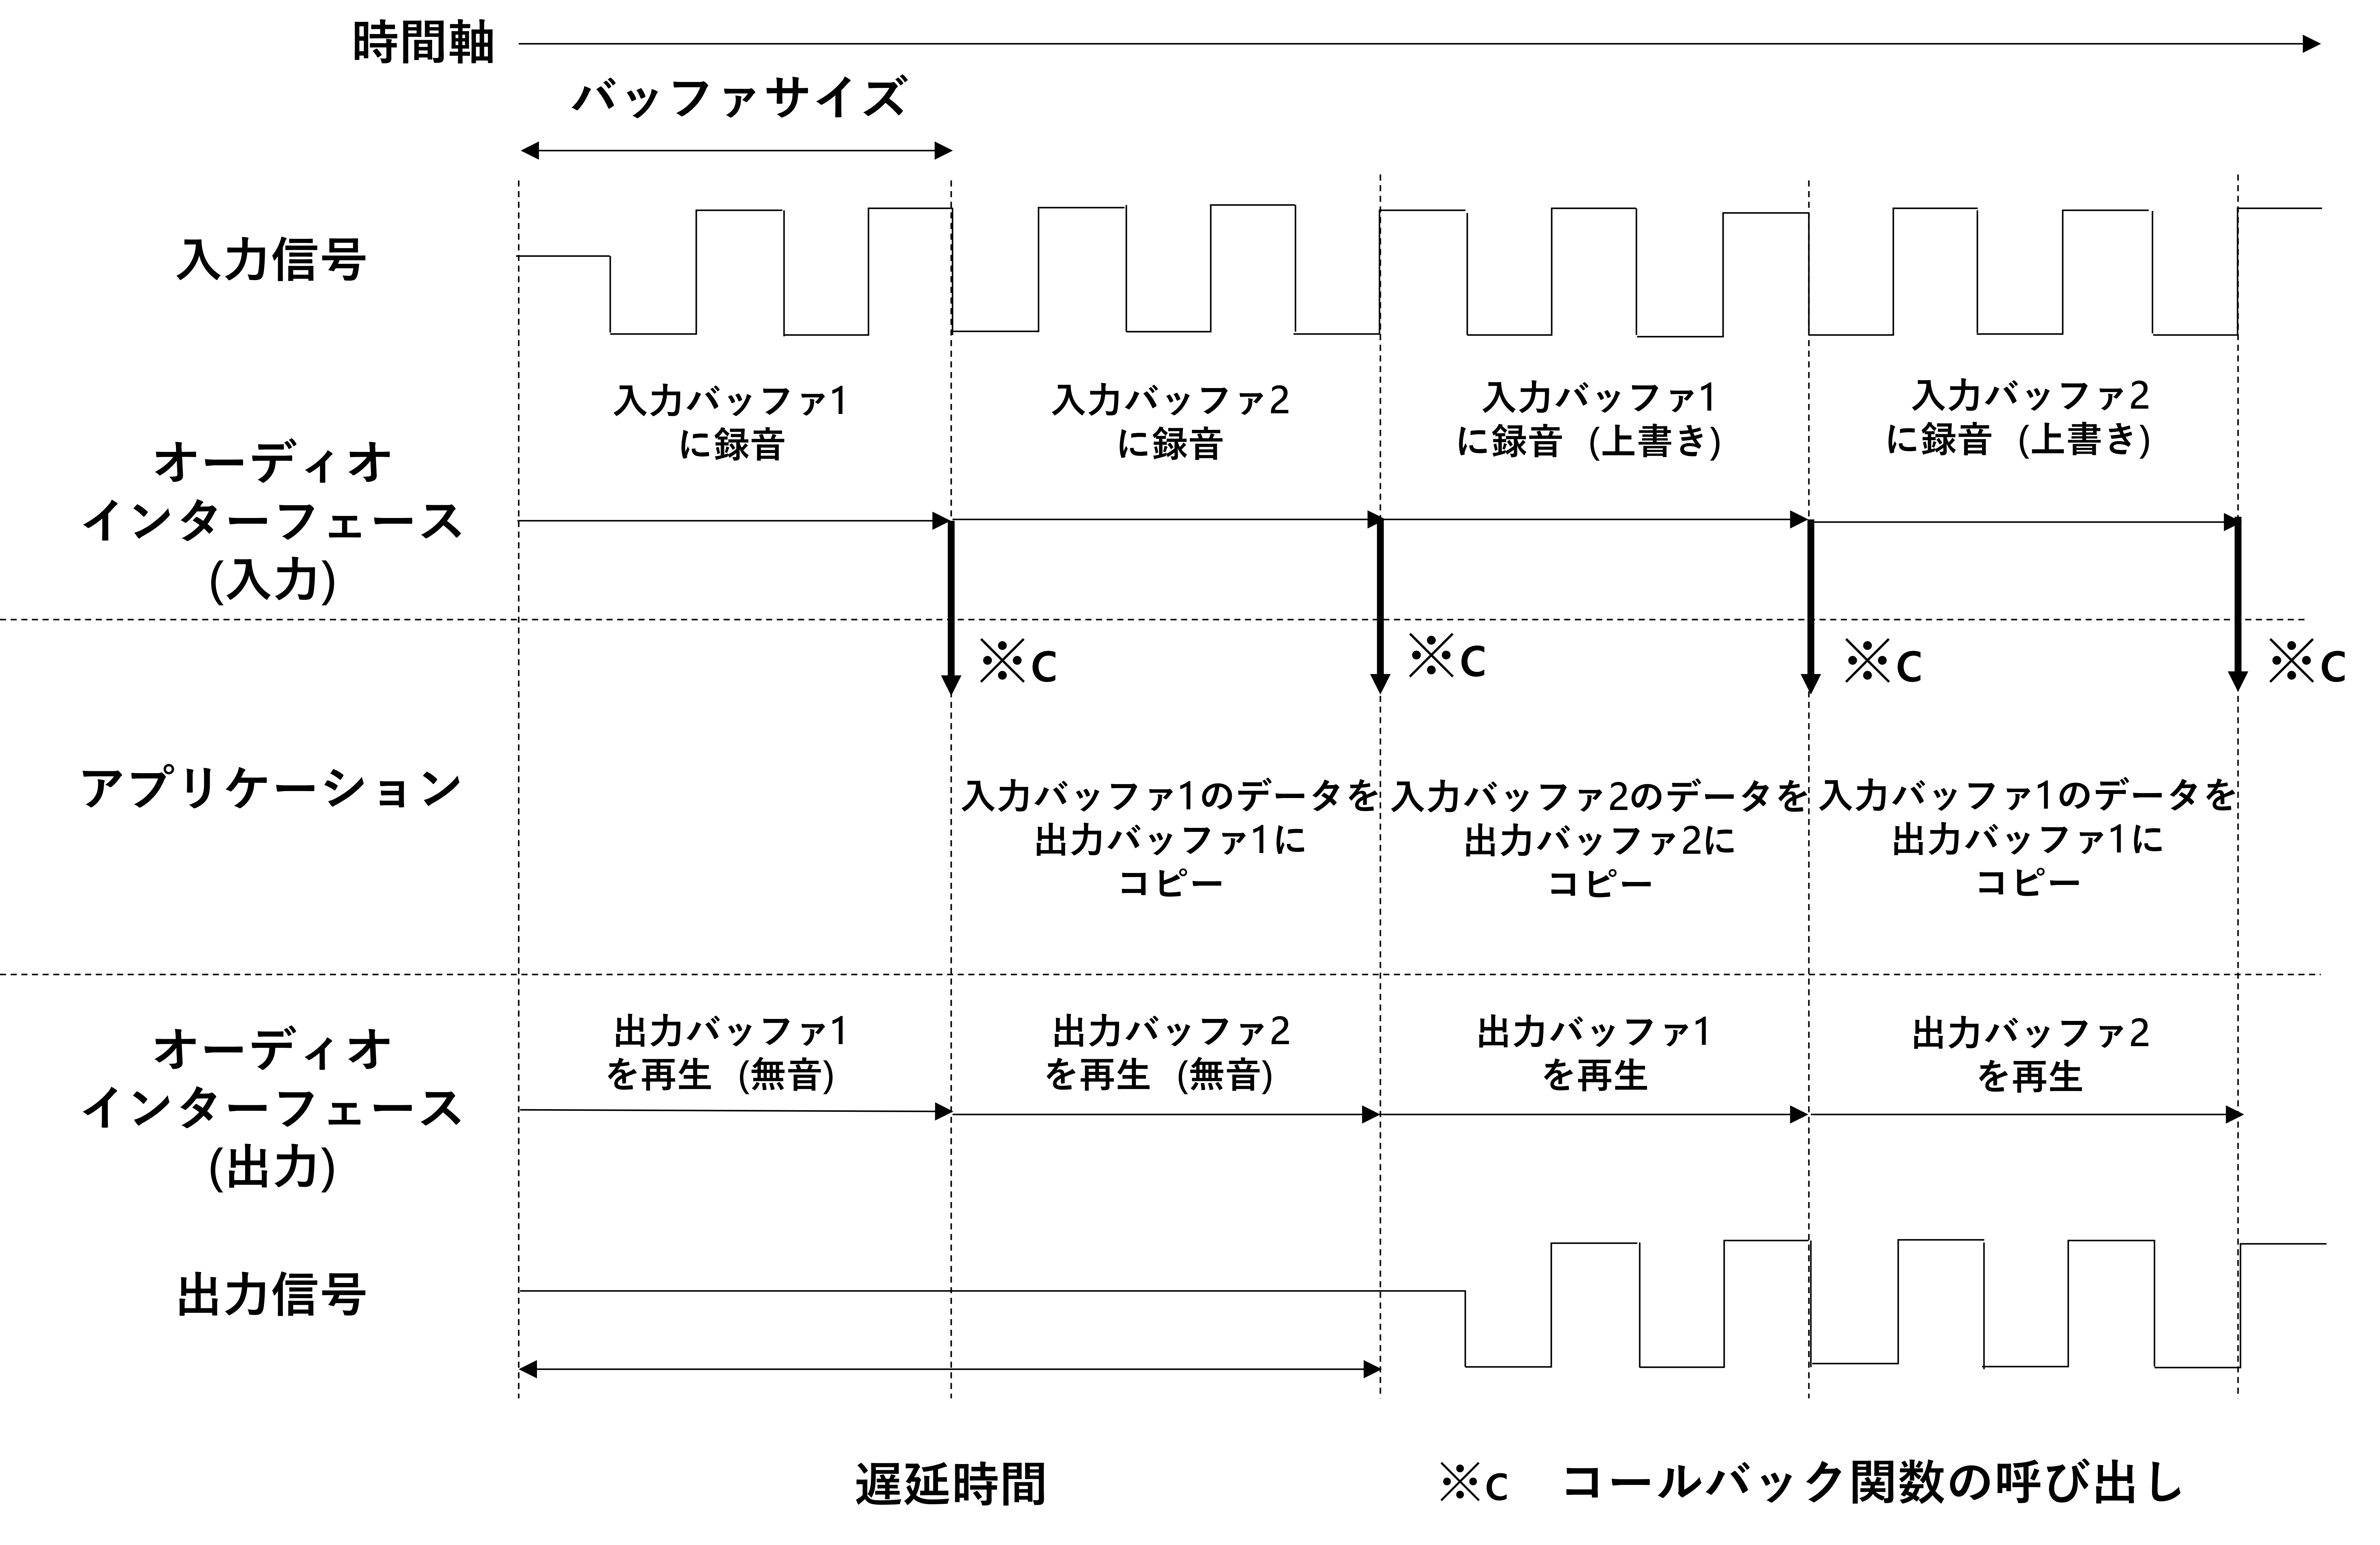 時間軸
バッファサイズ
入力信号
入力バッファ1
に録音
入力バッファ2
に録音
入力バッファ1
に録音 (上書き)
入力バッファ2
に録音 (上書き)
オーディオ
インターフェース
(入力)
※c
※c
※c
※c
アプリケーション
入力バッファ1のデータを
出力バッファ1に
コピー
入力バッファ2のデータを
出力バッファ2に
コピー
入力バッファ1のデータを
出力バッファ1に
コピー
オーディオ
インターフェース
(出力)
出力バッファ1
を再生 (無音)
出力バッファ2
を再生 (無音)
出力バッファ1
を再生
出力バッファ2
を再生
出力信号
遅延時間
※c コールバック関数の呼び出し